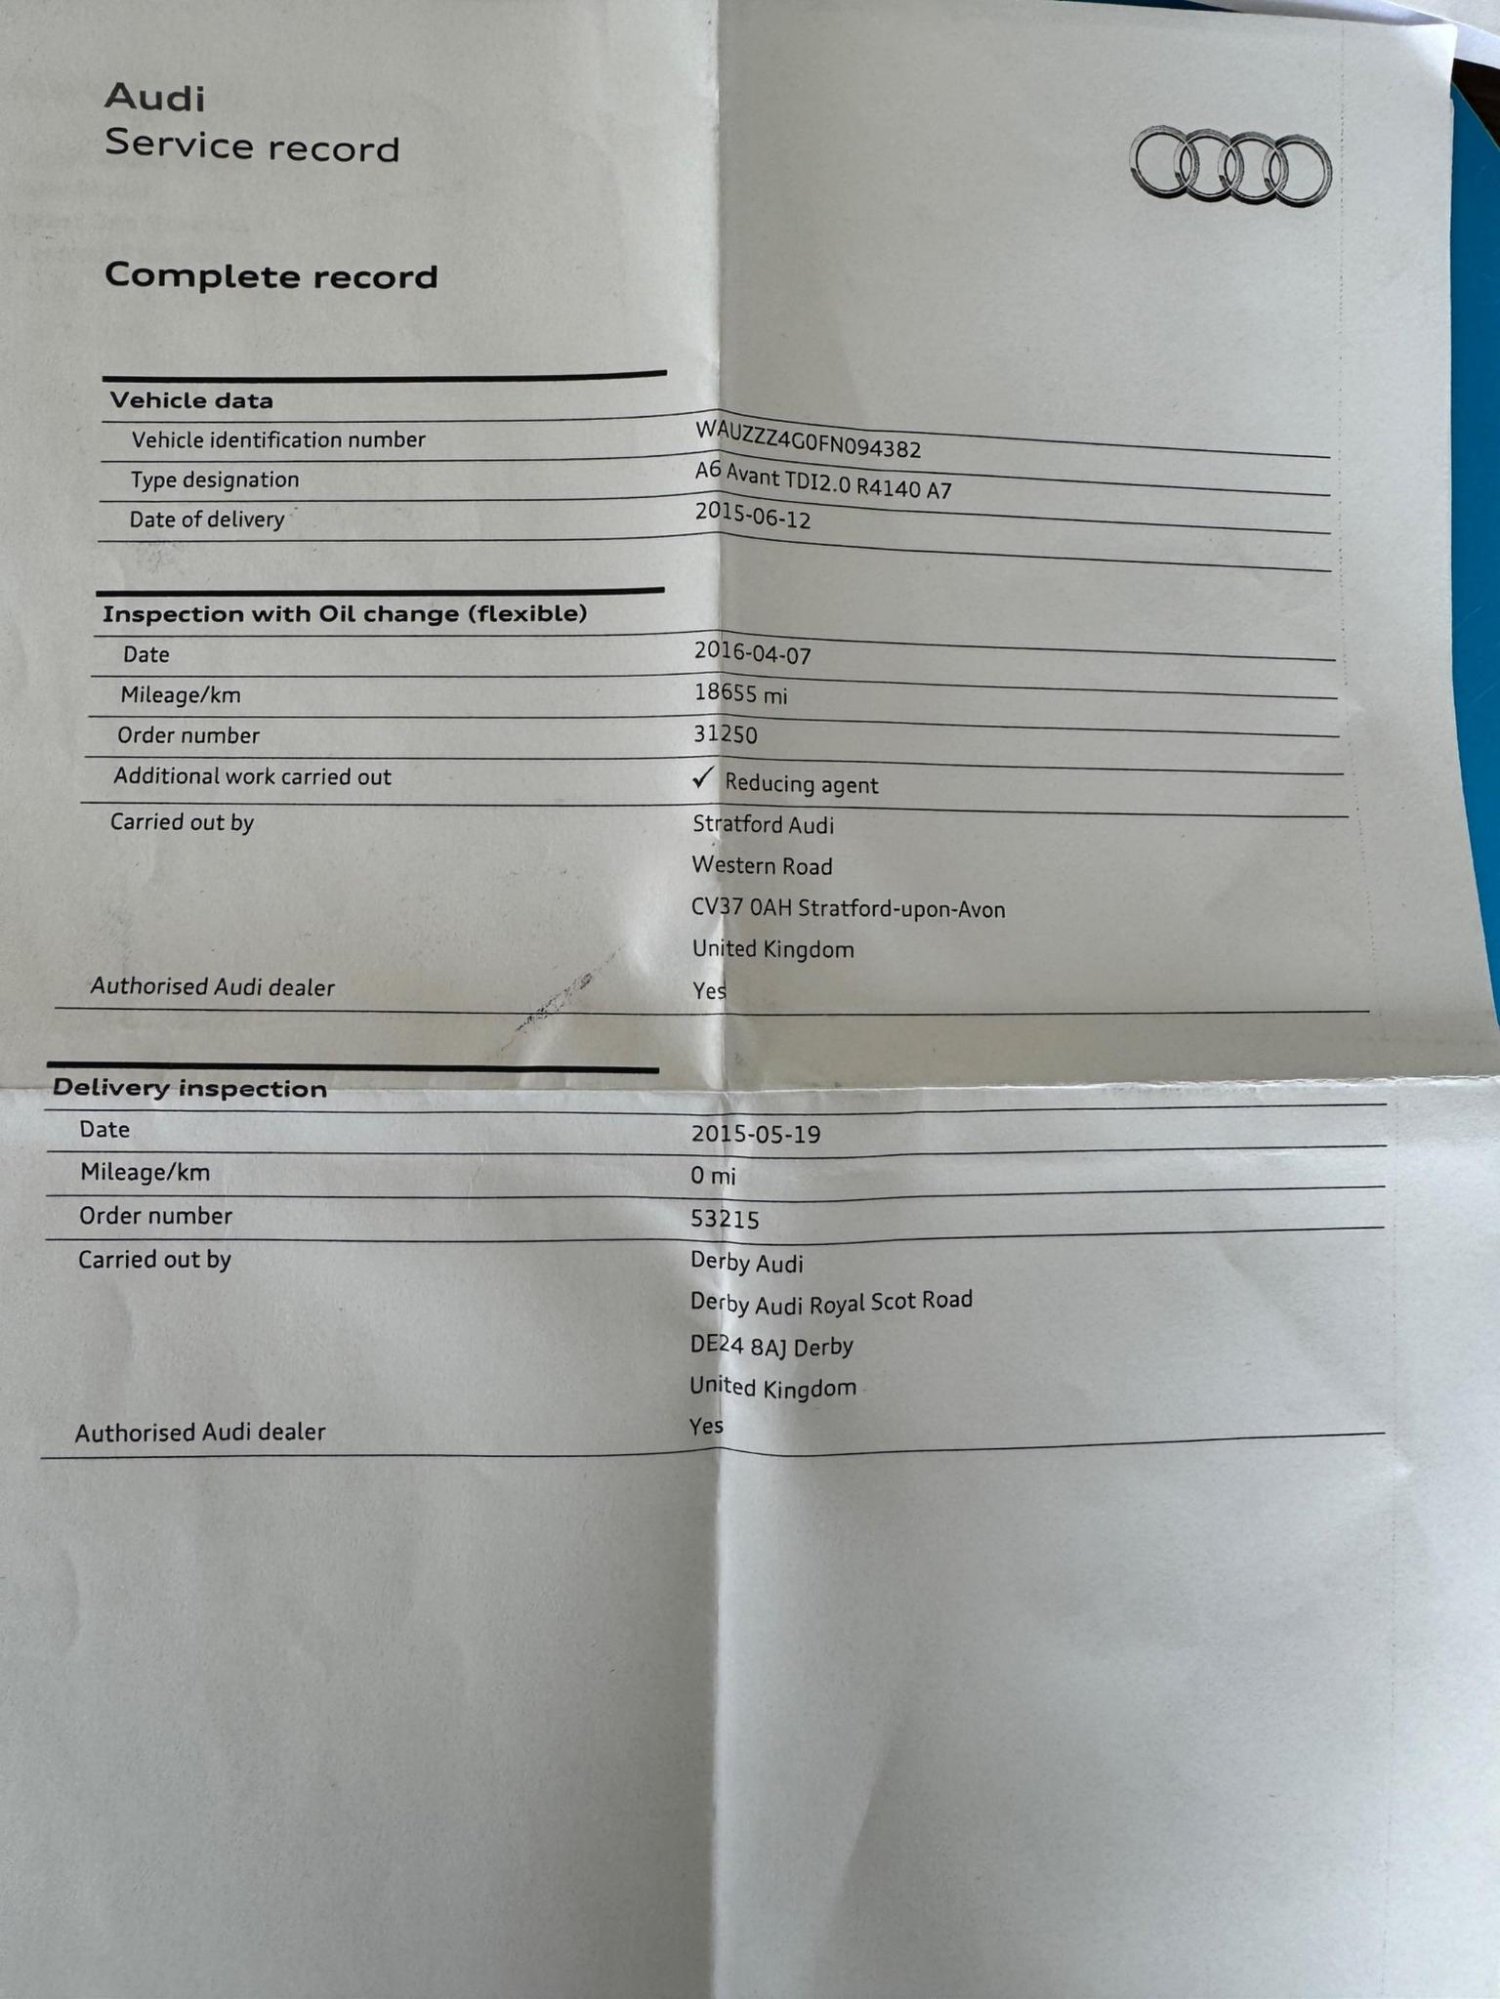 Audi
Service record
Complete record
Vehicle data
Vehicle identification number WAUZZZ4G0FN094382
Type designation A6 Avant TDI2.0 R4140 A7
Date of delivery 2015-06-12
Inspection with Oil change (flexible)
Date 2016-04-07
Mileage/km 18655 mi
Order number 31250
Additional work carried out ✓ Reducing agent
Carried out by Stratford Audi
Western Road
CV37 0AH Stratford-upon-Avon
United Kingdom
Authorised Audi dealer Yes
Delivery inspection
Date 2015-05-19
Mileage/km 0 mi
Order number 53215
Carried out by Derby Audi
Derby Audi Royal Scot Road
DE24 8AJ Derby
United Kingdom
Authorised Audi dealer Yes